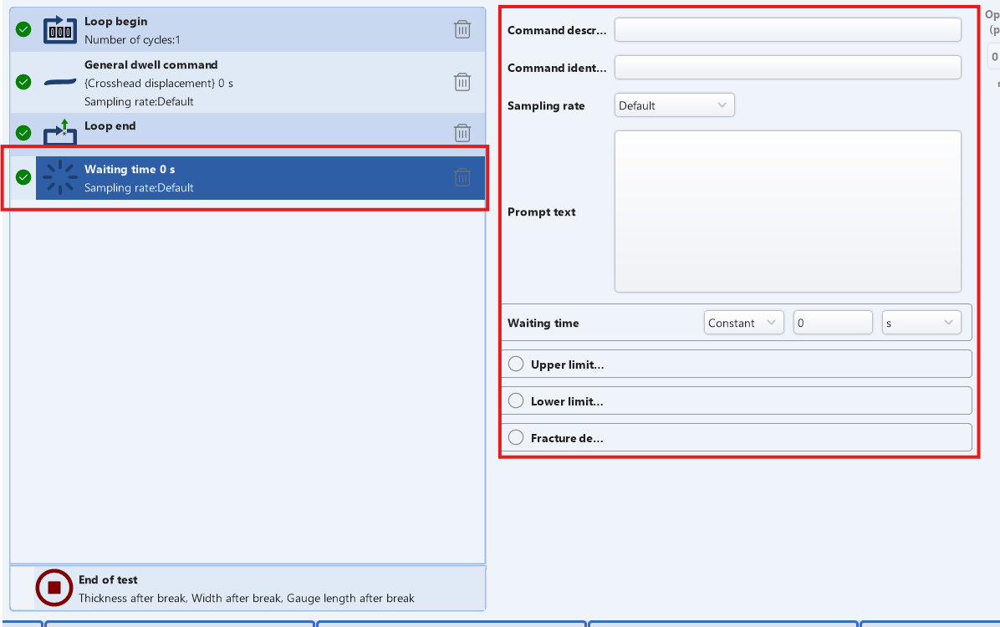 Loop begin
Number of cycles:1
General dwell command
{Crosshead displacement} 0 s
Sampling rate:Default
Loop end
Waiting time 0 s
Sampling rate:Default
End of test
Thickness after break, Width after break, Gauge length after break
Command descr...
Command ident...
Sampling rate Default
Prompt text
Waiting time Constant 0 s
Upper limit...
Lower limit...
Fracture de...
Op
(p
0